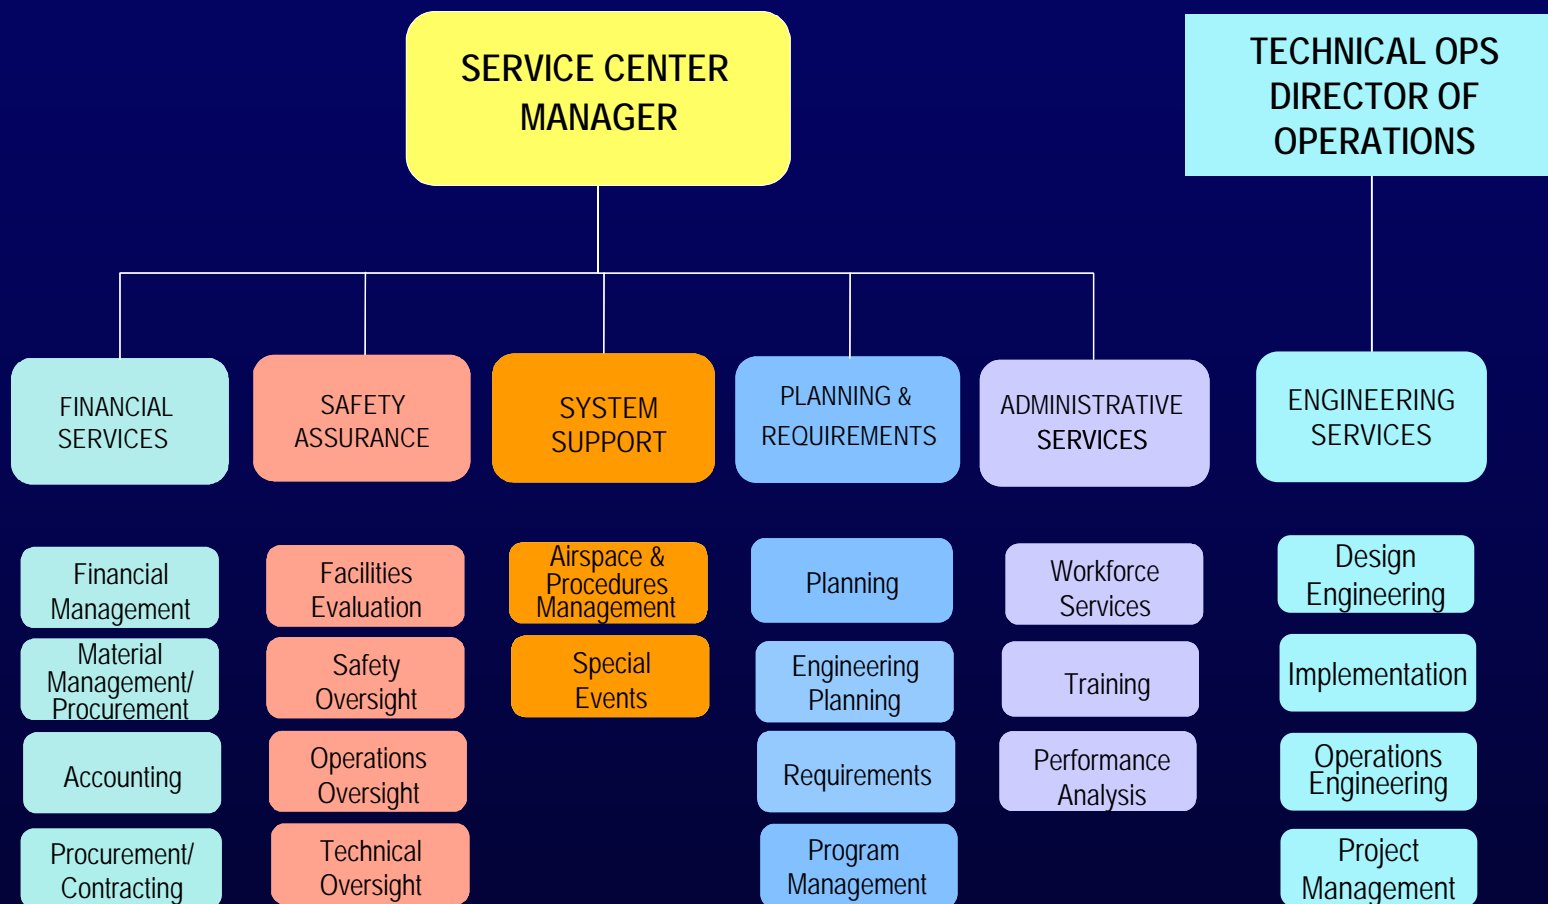 SERVICE CENTER
MANAGER
TECHNICAL OPS
DIRECTOR OF
OPERATIONS
FINANCIAL
SERVICES
SAFETY
ASSURANCE
SYSTEM
SUPPORT
PLANNING &
REQUIREMENTS
ADMINISTRATIVE
SERVICES
ENGINEERING
SERVICES
Financial
Management
Facilities
Evaluation
Airspace &
Procedures
Management
Planning
Workforce
Services
Design
Engineering
Material
Management/
Procurement
Safety
Oversight
Special
Events
Engineering
Planning
Training
Implementation
Accounting
Operations
Oversight
Requirements
Performance
Analysis
Operations
Engineering
Procurement/
Contracting
Technical
Oversight
Program
Management
Project
Management